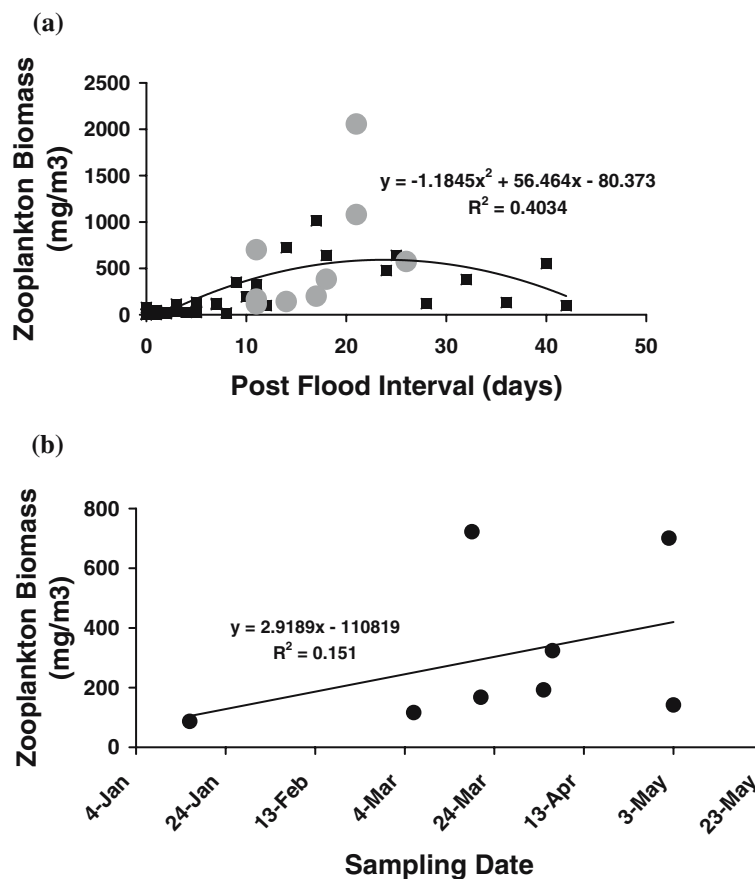 (a)
Zooplankton Biomass
(mg/m3)
2500
2000
1500
1000
500
0
y = -1.1845x² + 56.464x - 80.373
R² = 0.4034
0 10 20 30 40 50
Post Flood Interval (days)
(b)
Zooplankton Biomass
(mg/m3)
800
600
400
200
0
y = 2.9189x - 110819
R² = 0.151
4-Jan 24-Jan 13-Feb 4-Mar 24-Mar 13-Apr 3-May 23-May
Sampling Date